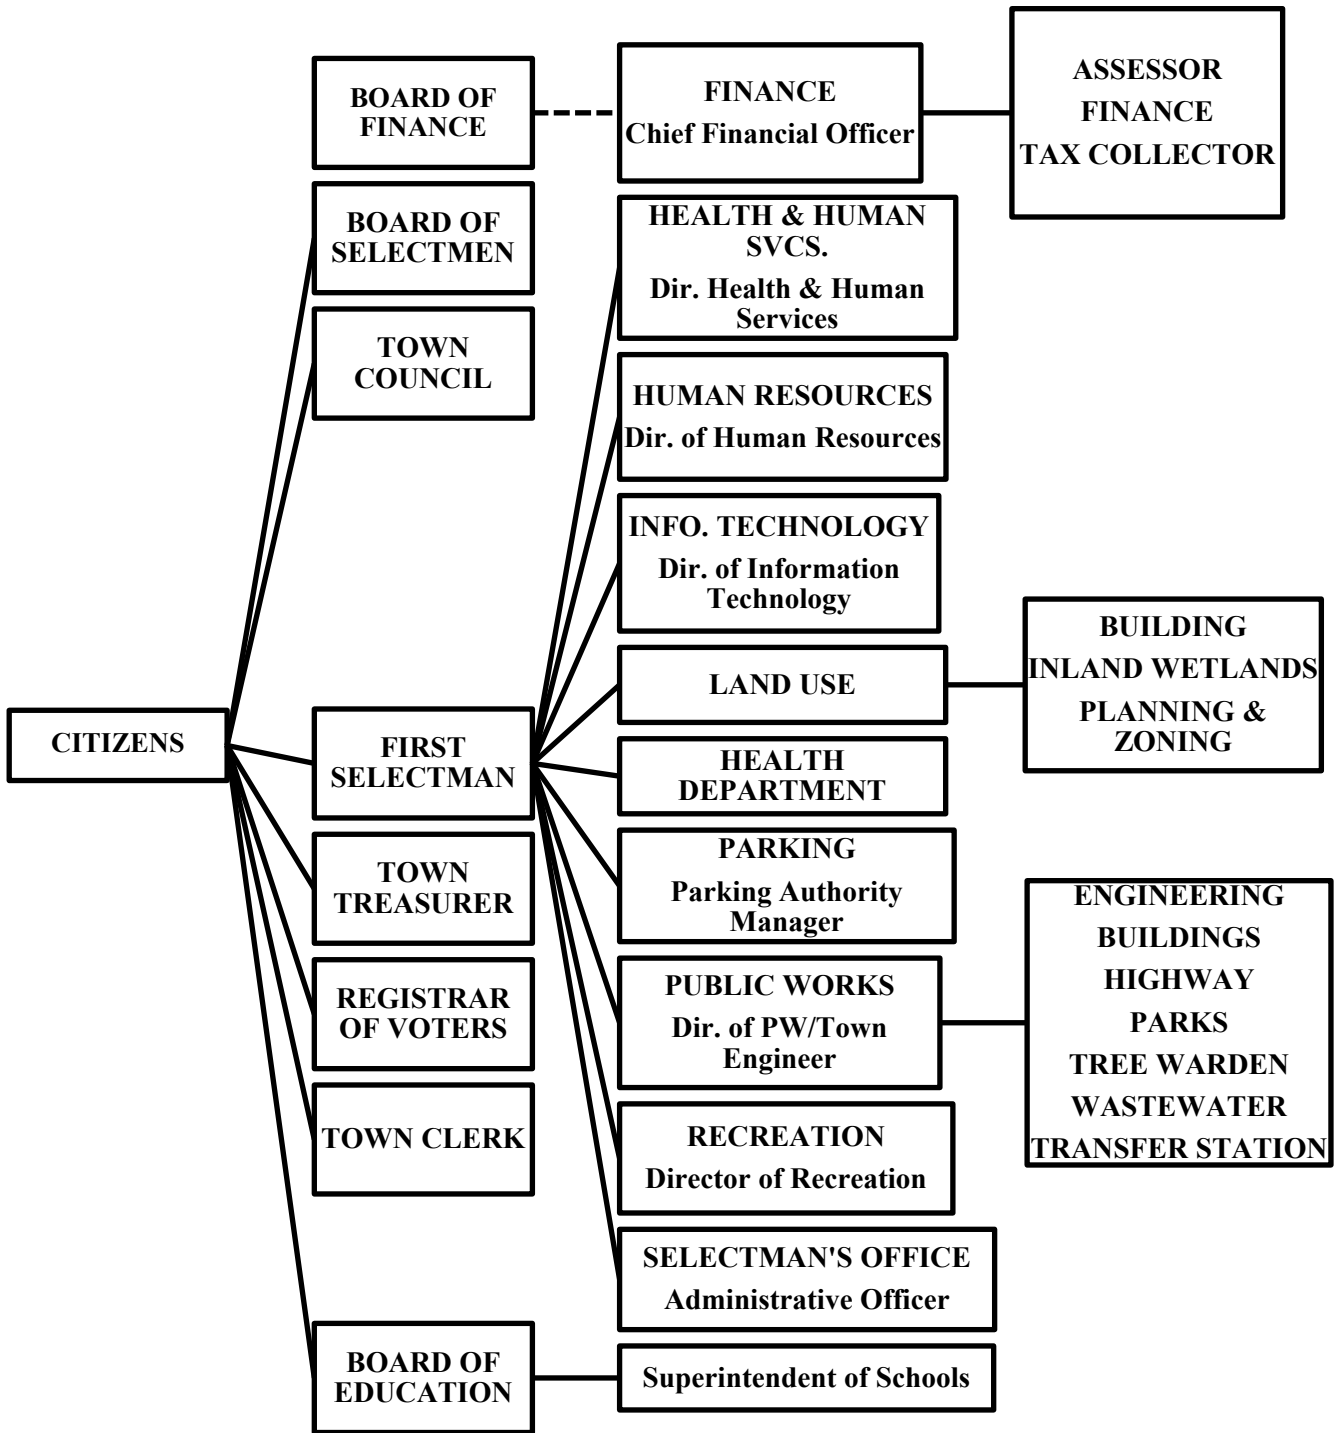 CITIZENS
BOARD OF
FINANCE
BOARD OF
SELECTMEN
TOWN
COUNCIL
FIRST
SELECTMAN
TOWN
TREASURER
REGISTRAR
OF VOTERS
TOWN CLERK
BOARD OF
EDUCATION
FINANCE
Chief Financial Officer
HEALTH & HUMAN
SVCS.
Dir. Health & Human
Services
HUMAN RESOURCES
Dir. of Human Resources
INFO. TECHNOLOGY
Dir. of Information
Technology
LAND USE
HEALTH
DEPARTMENT
PARKING
Parking Authority
Manager
PUBLIC WORKS
Dir. of PW/Town
Engineer
RECREATION
Director of Recreation
SELECTMAN'S OFFICE
Administrative Officer
Superintendent of Schools
ASSESSOR
FINANCE
TAX COLLECTOR
BUILDING
INLAND WETLANDS
PLANNING &
ZONING
ENGINEERING
BUILDINGS
HIGHWAY
PARKS
TREE WARDEN
WASTEWATER
TRANSFER STATION